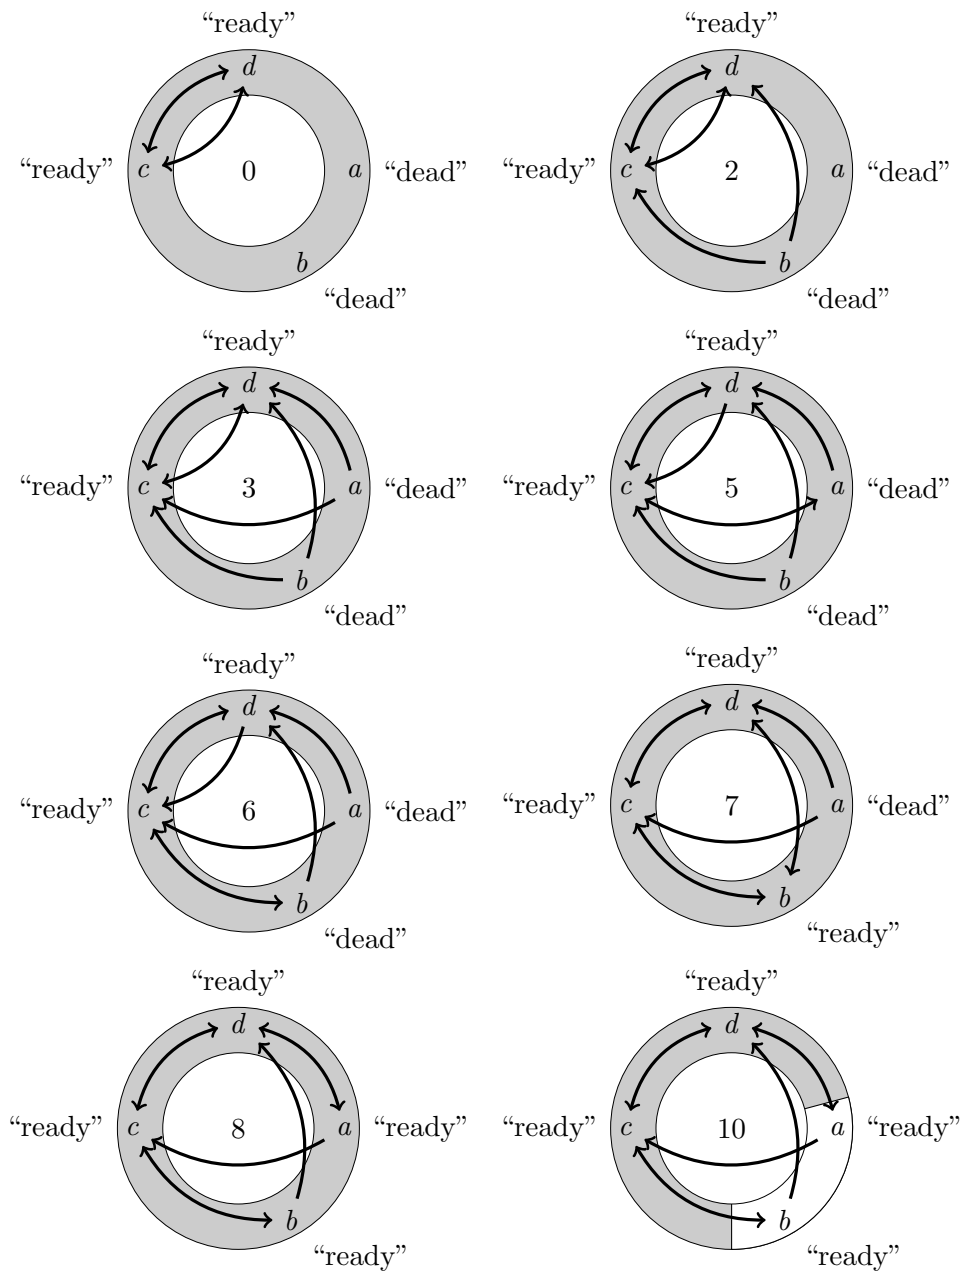 “ready” “ready”
d d
“ready” c 0 a “dead” “ready” c 2 a “dead”
b b
“dead” “dead”
“ready” “ready”
d d
“ready” c 3 a “dead” “ready” c 5 a “dead”
b b
“dead” “dead”
“ready” “ready”
d d
“ready” c 6 a “dead” “ready” c 7 a “dead”
b b
“dead” “ready”
“ready” “ready”
d d
“ready” c 8 a “ready” “ready” c 10 a “ready”
b b
“ready” “ready”